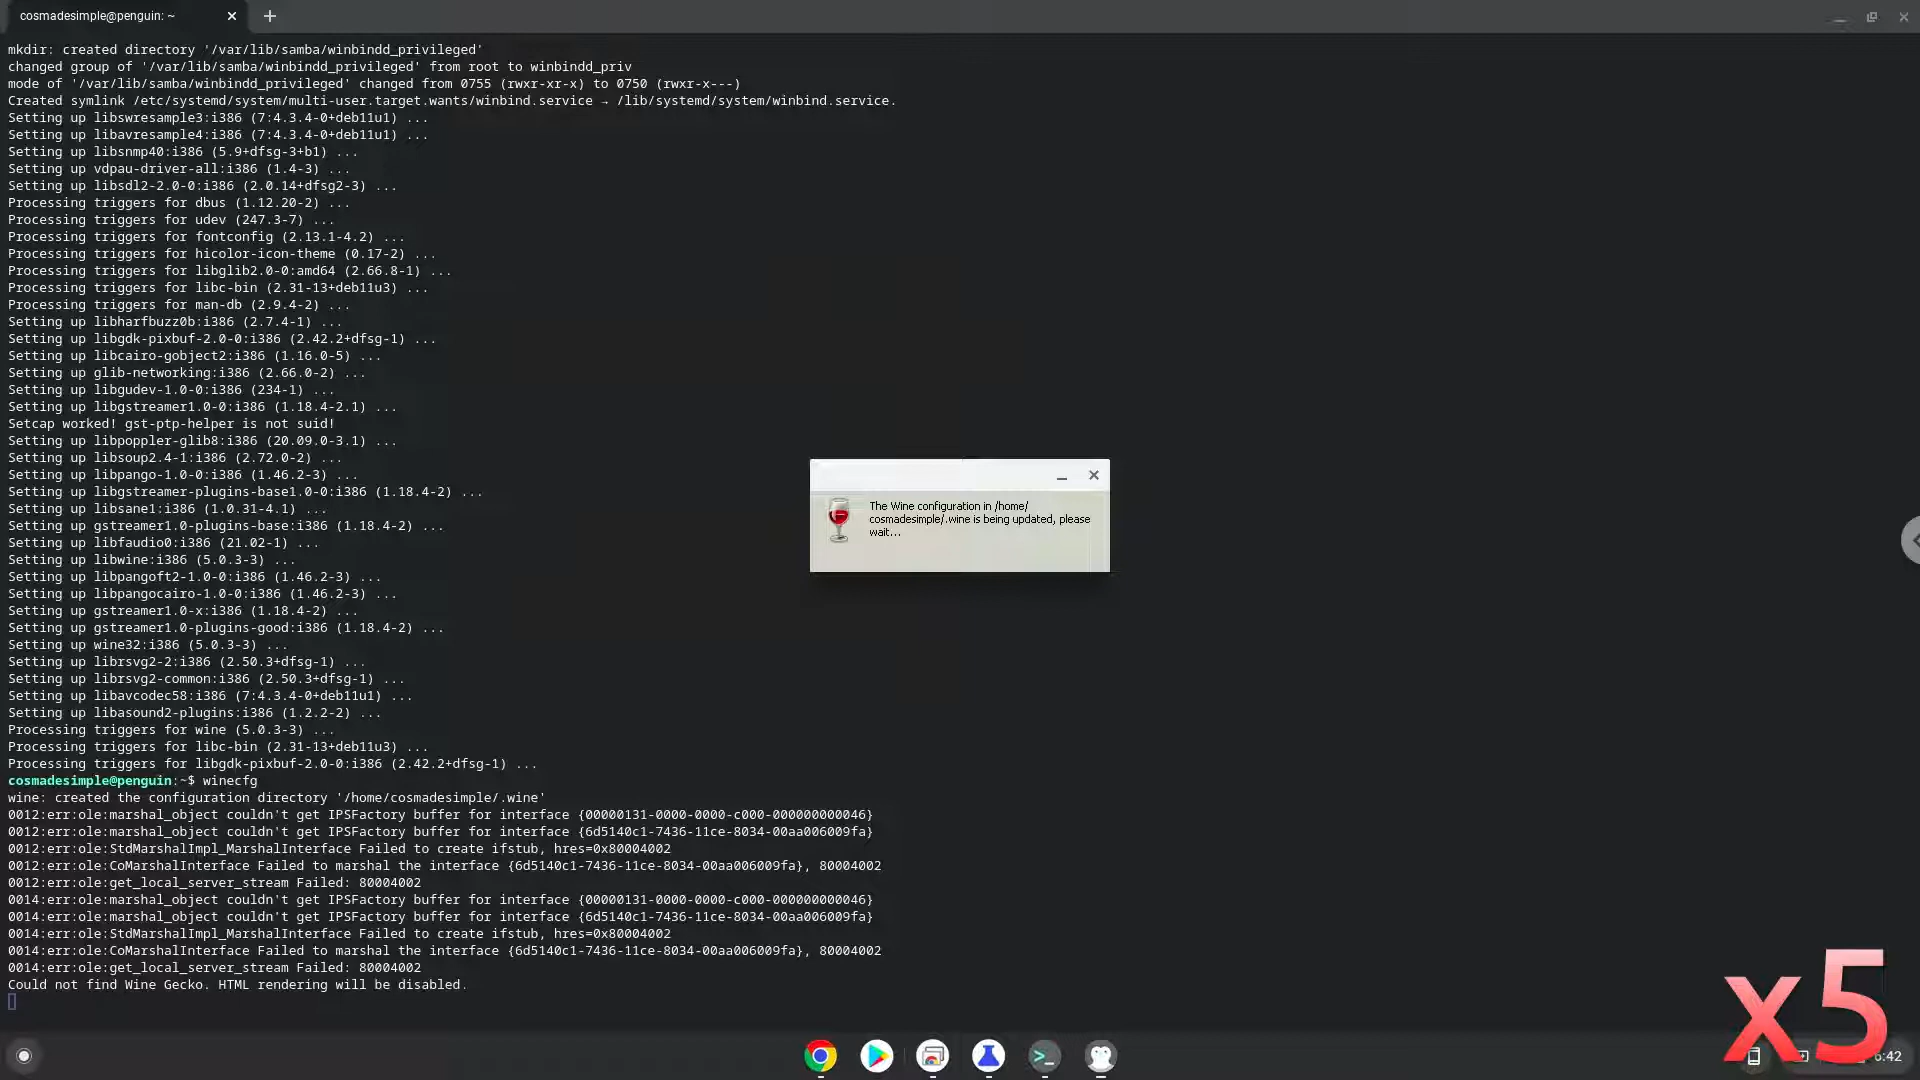 cosmadesimple@penguin: ~
mkdir: created directory '/var/lib/samba/winbindd_privileged'
changed group of '/var/lib/samba/winbindd_privileged' from root to winbindd_priv
mode of '/var/lib/samba/winbindd_privileged' changed from 0755 (rwxr-xr-x) to 0750 (rwxr-x---)
Created symlink /etc/systemd/system/multi-user.target.wants/winbind.service → /lib/systemd/system/winbind.service.
Setting up libswresample3:i386 (7:4.3.4-0+deb11u1) ...
Setting up libavresample4:i386 (7:4.3.4-0+deb11u1) ...
Setting up libsnmp40:i386 (5.9+dfsg-3+b1) ...
Setting up vdpau-driver-all:i386 (1.4-3) ...
Setting up libsdl2-2.0-0:i386 (2.0.14+dfsg2-3) ...
Processing triggers for dbus (1.12.20-2) ...
Processing triggers for udev (247.3-7) ...
Processing triggers for fontconfig (2.13.1-4.2) ...
Processing triggers for hicolor-icon-theme (0.17-2) ...
Processing triggers for libglib2.0-0:amd64 (2.66.8-1) ...
Processing triggers for libc-bin (2.31-13+deb11u3) ...
Processing triggers for man-db (2.9.4-2) ...
Setting up libharfbuzz0b:i386 (2.7.4-1) ...
Setting up libgdk-pixbuf-2.0-0:i386 (2.42.2+dfsg-1) ...
Setting up libcairo-gobject2:i386 (1.16.0-5) ...
Setting up glib-networking:i386 (2.66.0-2) ...
Setting up libgudev-1.0-0:i386 (234-1) ...
Setting up libgstreamer1.0-0:i386 (1.18.4-2.1) ...
Setcap worked! gst-ptp-helper is not suid!
Setting up libpoppler-glib8:i386 (20.09.0-3.1) ...
Setting up libsoup2.4-1:i386 (2.72.0-2) ...
Setting up libpango-1.0-0:i386 (1.46.2-3) ...
Setting up libgstreamer-plugins-base1.0-0:i386 (1.18.4-2) ...
Setting up libsane1:i386 (1.0.31-4.1) ...
Setting up gstreamer1.0-plugins-base:i386 (1.18.4-2) ...
Setting up libfaudio0:i386 (21.02-1) ...
Setting up libwine:i386 (5.0.3-3) ...
Setting up libpangoft2-1.0-0:i386 (1.46.2-3) ...
Setting up libpangocairo-1.0-0:i386 (1.46.2-3) ...
Setting up gstreamer1.0-x:i386 (1.18.4-2) ...
Setting up gstreamer1.0-plugins-good:i386 (1.18.4-2) ...
Setting up wine32:i386 (5.0.3-3) ...
Setting up librsvg2-2:i386 (2.50.3+dfsg-1) ...
Setting up librsvg2-common:i386 (2.50.3+dfsg-1) ...
Setting up libavcodec58:i386 (7:4.3.4-0+deb11u1) ...
Setting up libasound2-plugins:i386 (1.2.2-2) ...
Processing triggers for wine (5.0.3-3) ...
Processing triggers for libc-bin (2.31-13+deb11u3) ...
Processing triggers for libgdk-pixbuf-2.0-0:i386 (2.42.2+dfsg-1) ...
cosmadesimple@penguin:~$ winecfg
wine: created the configuration directory '/home/cosmadesimple/.wine'
0012:err:ole:marshal_object couldn't get IPSFactory buffer for interface {00000131-0000-0000-c000-000000000046}
0012:err:ole:marshal_object couldn't get IPSFactory buffer for interface {6d5140c1-7436-11ce-8034-00aa006009fa}
0012:err:ole:StdMarshalImpl_MarshalInterface Failed to create ifstub, hres=0x80004002
0012:err:ole:CoMarshalInterface Failed to marshal the interface {6d5140c1-7436-11ce-8034-00aa006009fa}, 80004002
0012:err:ole:get_local_server_stream Failed: 80004002
0014:err:ole:marshal_object couldn't get IPSFactory buffer for interface {00000131-0000-0000-c000-000000000046}
0014:err:ole:marshal_object couldn't get IPSFactory buffer for interface {6d5140c1-7436-11ce-8034-00aa006009fa}
0014:err:ole:StdMarshalImpl_MarshalInterface Failed to create ifstub, hres=0x80004002
0014:err:ole:CoMarshalInterface Failed to marshal the interface {6d5140c1-7436-11ce-8034-00aa006009fa}, 80004002
0014:err:ole:get_local_server_stream Failed: 80004002
Could not find Wine Gecko. HTML rendering will be disabled.
The Wine configuration in /home/
cosmadesimple/.wine is being updated, please
wait...
x5
6:42